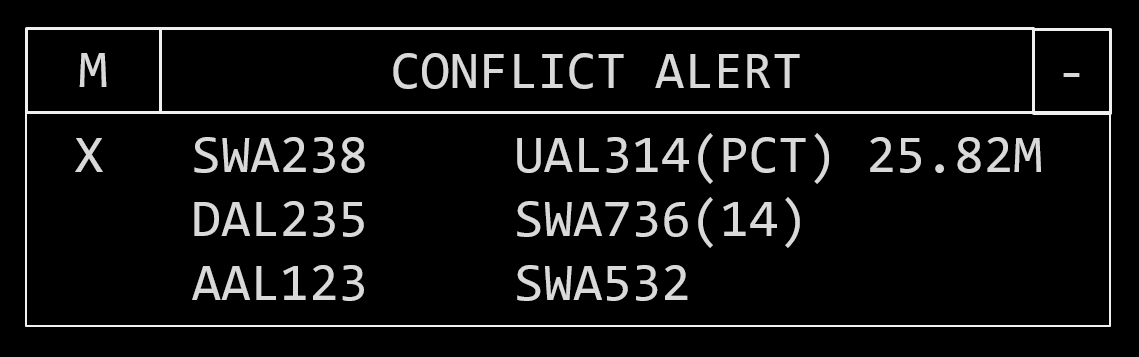 M CONFLICT ALERT -
X SWA238 UAL314(PCT) 25.82M
DAL235 SWA736(14)
AAL123 SWA532